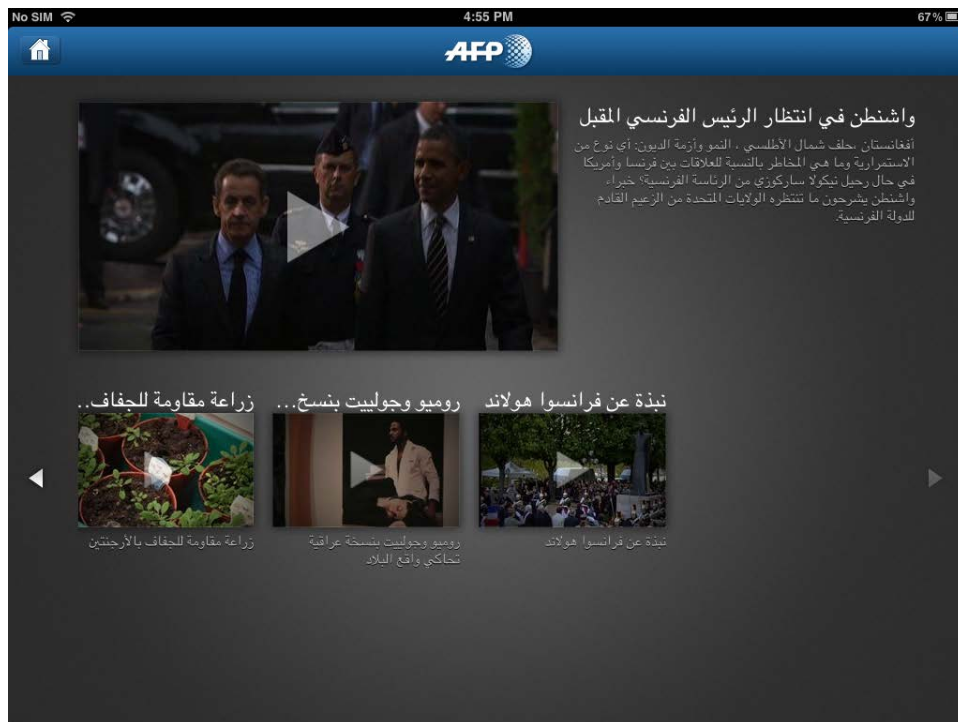 No SIM 4:55 PM 67%
AFP
واشنطن في انتظار الرئيس الفرنسي المقبل
أفغانستان ،حلف شمال الأطلسي ، النمو وأزمة الديون: أي نوع من
الاستمرارية وما هي المخاطر بالنسبة للعلاقات بين فرنسا وأمريكا
في حال رحيل نيكولا ساركوزي من الرئاسة الفرنسية؟ خبراء
واشنطن يشرحون ما تنتظره الولايات المتحدة من الزعيم القادم
للدولة الفرنسية.
نبذة عن فرانسوا هولاند
روميو وجولييت بنسخ...
زراعة مقاومة للجفاف..
نبذة عن فرانسوا هولاند
روميو وجولييت بنسخة عراقية
تحاكي واقع البلاد
زراعة مقاومة للجفاف بالأرجنتين